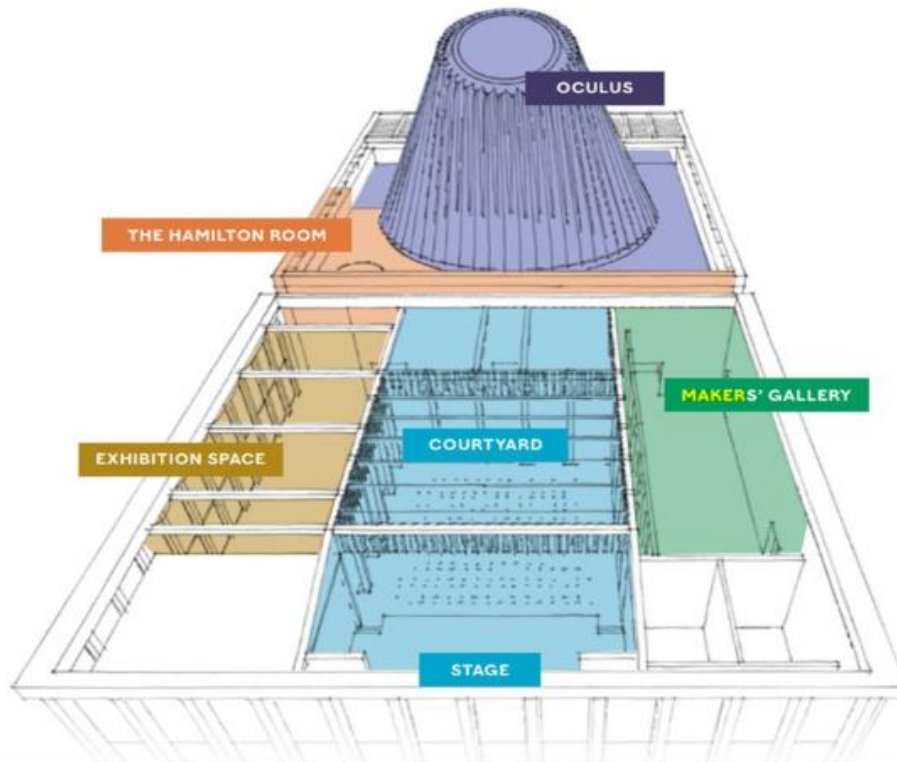 OCULUS
THE HAMILTON ROOM
MAKERS’ GALLERY
COURTYARD
EXHIBITION SPACE
STAGE